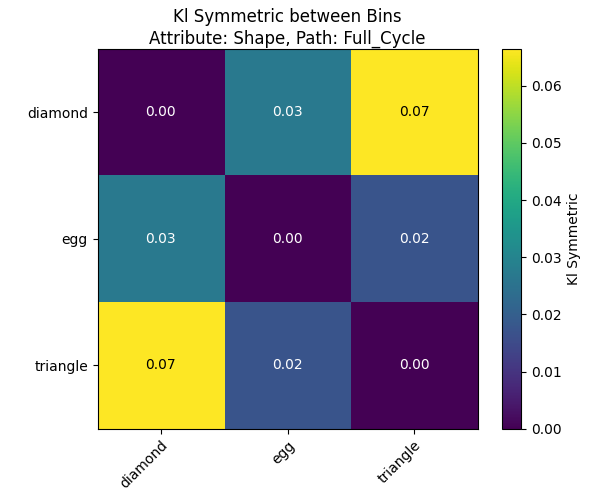 Kl Symmetric between Bins
Attribute: Shape, Path: Full_Cycle
diamond
0.00
0.03
0.07
egg
0.03
0.00
0.02
triangle
0.07
0.02
0.00
diamond
egg
triangle
0.06
0.05
0.04
0.03
0.02
0.01
0.00
Kl Symmetric